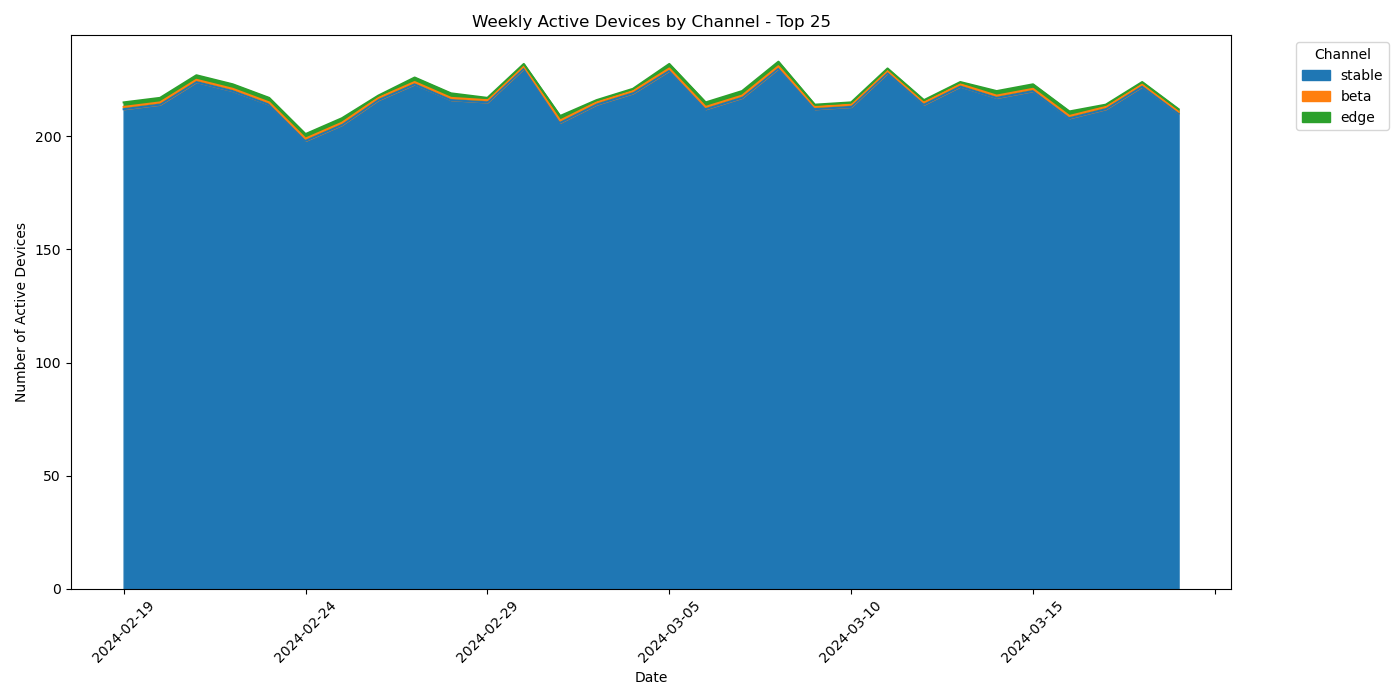 Weekly Active Devices by Channel - Top 25
Channel
stable
beta
edge
Number of Active Devices
200
150
100
50
0
2024-02-19
2024-02-24
2024-02-29
2024-03-05
2024-03-10
2024-03-15
Date